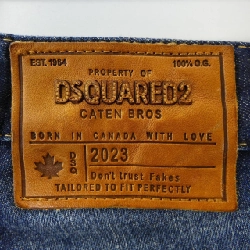 EST. 1964 100% O.G.
PROPERTY OF
DSQUARED2
CATEN BROS
BORN IN CANADA WITH LOVE
DSD
2023
Don't trust Fakes
TAILORED TO FIT PERFECTLY